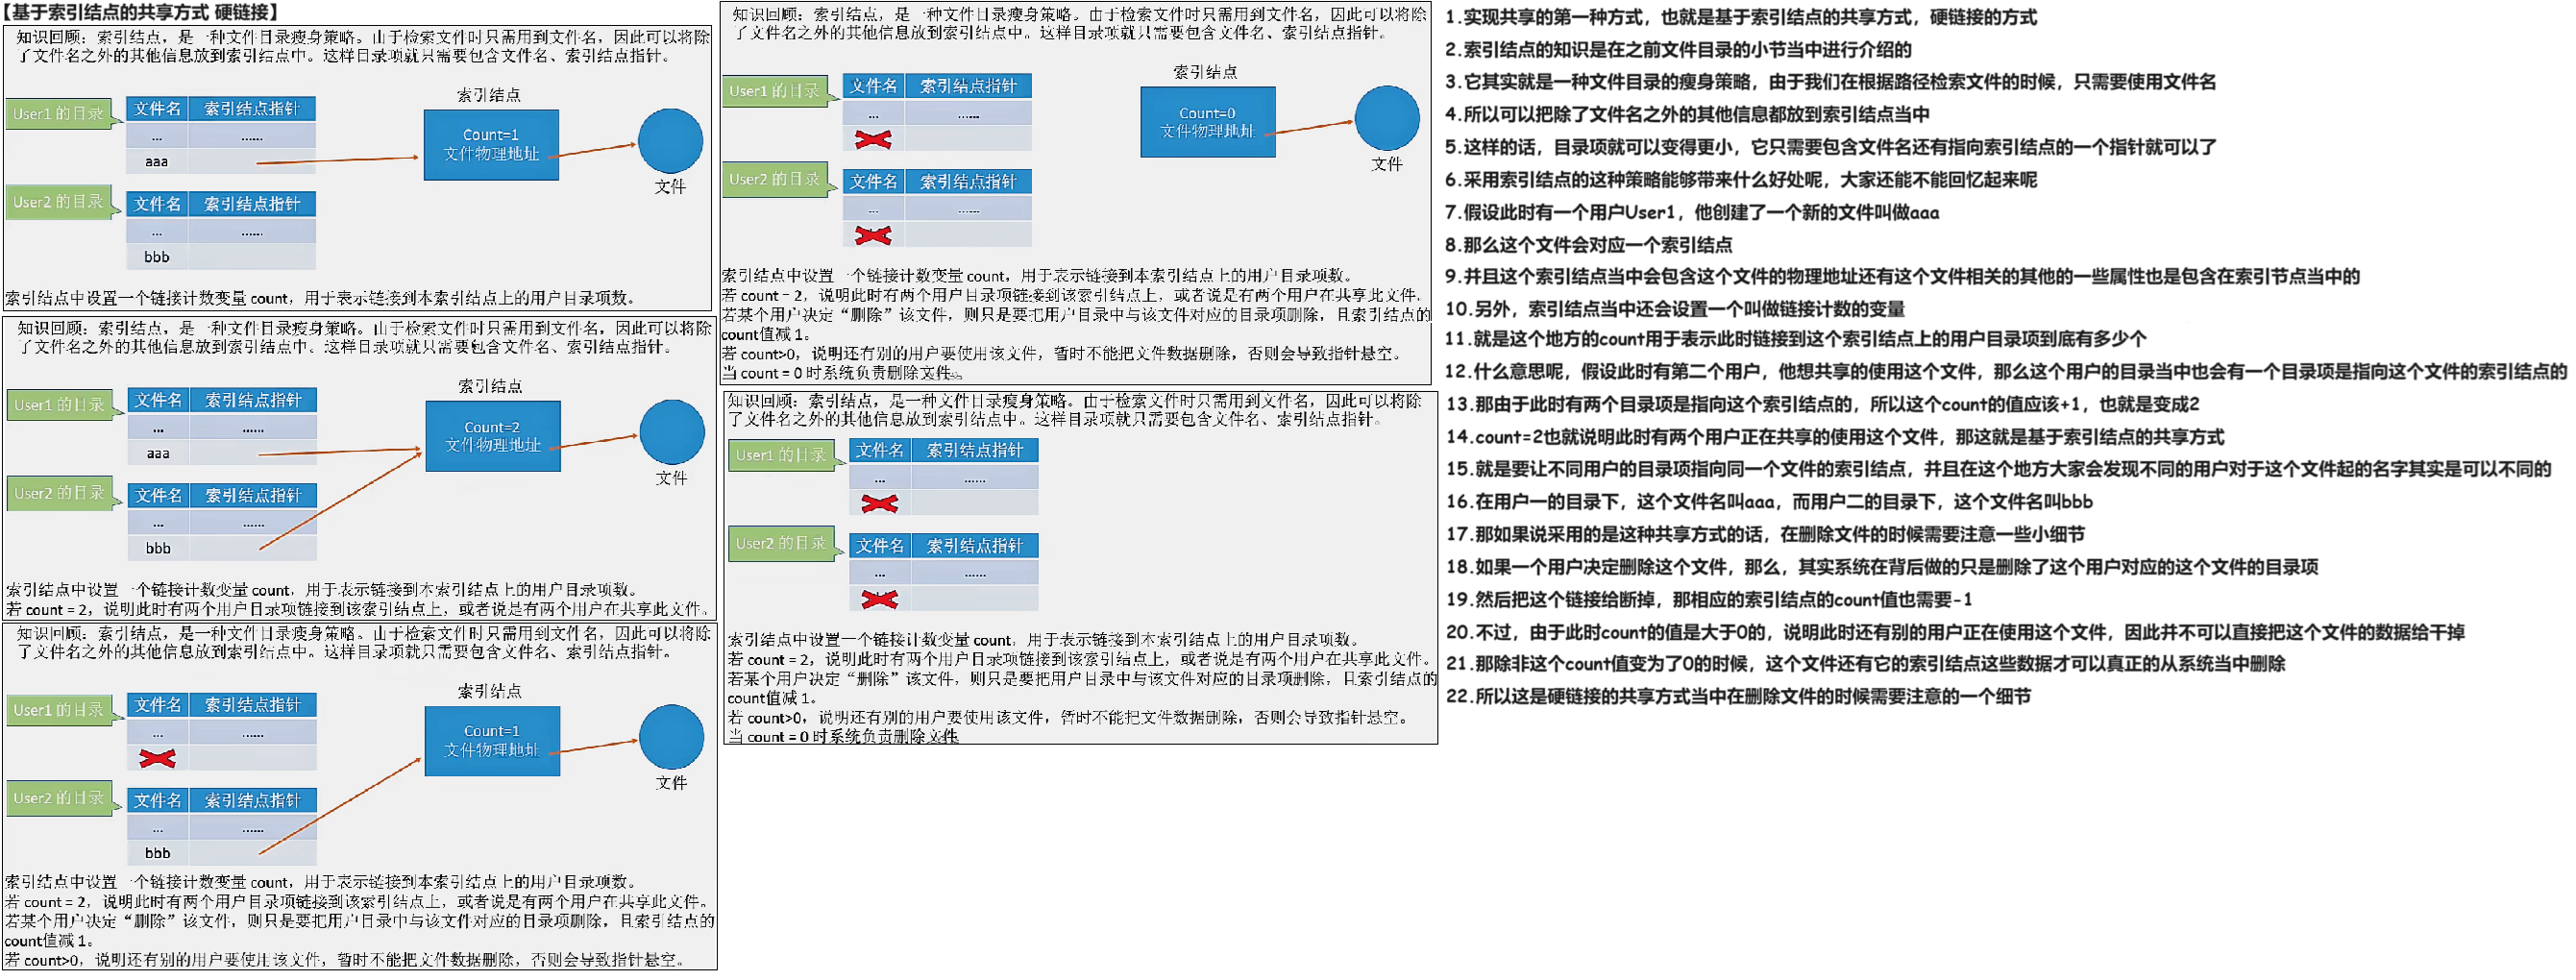 【基于索引结点的共享方式 硬链接】
知识回顾：索引结点，是一种文件目录瘦身策略。由于检索文件时只需用到文件名，因此可以将除
了文件名之外的其他信息放到索引结点中。这样目录项就只需要包含文件名、索引结点指针。
索引结点
User1 的目录
文件名 索引结点指针
... ......
aaa
Count=1
文件物理地址
文件
User2 的目录
文件名 索引结点指针
... ......
bbb
索引结点中设置一个链接计数变量 count，用于表示链接到本索引结点上的用户目录项数。
知识回顾：索引结点，是一种文件目录瘦身策略。由于检索文件时只需用到文件名，因此可以将除
了文件名之外的其他信息放到索引结点中。这样目录项就只需要包含文件名、索引结点指针。
索引结点
User1 的目录
文件名 索引结点指针
... ......
aaa
Count=2
文件物理地址
文件
User2 的目录
文件名 索引结点指针
... ......
bbb
索引结点中设置一个链接计数变量 count，用于表示链接到本索引结点上的用户目录项数。
若 count = 2，说明此时有两个用户目录项链接到该索引结点上，或者说是有两个用户在共享此文件。
知识回顾：索引结点，是一种文件目录瘦身策略。由于检索文件时只需用到文件名，因此可以将除
了文件名之外的其他信息放到索引结点中。这样目录项就只需要包含文件名、索引结点指针。
索引结点
User1 的目录
文件名 索引结点指针
... ......
Count=1
文件物理地址
文件
User2 的目录
文件名 索引结点指针
... ......
bbb
索引结点中设置一个链接计数变量 count，用于表示链接到本索引结点上的用户目录项数。
若 count = 2，说明此时有两个用户目录项链接到该索引结点上，或者说是有两个用户在共享此文件。
若某个用户决定“删除”该文件，则只是要把用户目录中与该文件对应的目录项删除，且索引结点的
count值减 1。
若 count>0，说明还有别的用户要使用该文件，暂时不能把文件数据删除，否则会导致指针悬空。
知识回顾：索引结点，是一种文件目录瘦身策略。由于检索文件时只需用到文件名，因此可以将除
了文件名之外的其他信息放到索引结点中。这样目录项就只需要包含文件名、索引结点指针。
索引结点
User1 的目录
文件名 索引结点指针
... ......
Count=0
文件物理地址
文件
User2 的目录
文件名 索引结点指针
... ......
索引结点中设置一个链接计数变量 count，用于表示链接到本索引结点上的用户目录项数。
若 count = 2，说明此时有两个用户目录项链接到该索引结点上，或者说是有两个用户在共享此文件。
若某个用户决定“删除”该文件，则只是要把用户目录中与该文件对应的目录项删除，且索引结点的
count值减 1。
若 count>0，说明还有别的用户要使用该文件，暂时不能把文件数据删除，否则会导致指针悬空。
当 count = 0 时系统负责删除文件。
知识回顾：索引结点，是一种文件目录瘦身策略。由于检索文件时只需用到文件名，因此可以将除
了文件名之外的其他信息放到索引结点中。这样目录项就只需要包含文件名、索引结点指针。
User1 的目录
文件名 索引结点指针
... ......
User2 的目录
文件名 索引结点指针
... ......
索引结点中设置一个链接计数变量 count，用于表示链接到本索引结点上的用户目录项数。
若 count = 2，说明此时有两个用户目录项链接到该索引结点上，或者说是有两个用户在共享此文件。
若某个用户决定“删除”该文件，则只是要把用户目录中与该文件对应的目录项删除，且索引结点的
count值减 1。
若 count>0，说明还有别的用户要使用该文件，暂时不能把文件数据删除，否则会导致指针悬空。
当 count = 0 时系统负责删除文件
1.实现共享的第一种方式，也就是基于索引结点的共享方式，硬链接的方式
2.索引结点的知识是在之前文件目录的小节当中进行介绍的
3.它其实就是一种文件目录的瘦身策略，由于我们在根据路径检索文件的时候，只需要使用文件名
4.所以可以把除了文件名之外的其他信息都放到索引结点当中
5.这样的话，目录项就可以变得更小，它只需要包含文件名还有指向索引结点的一个指针就可以了
6.采用索引结点的这种策略能够带来什么好处呢，大家还能不能回忆起来呢
7.假设此时有一个用户User1，他创建了一个新的文件叫做aaa
8.那么这个文件会对应一个索引结点
9.并且这个索引结点当中会包含这个文件的物理地址还有这个文件相关的其他的一些属性也是包含在索引节点当中的
10.另外，索引结点当中还会设置一个叫做链接计数的变量
11.就是这个地方的count用于表示此时链接到这个索引结点上的用户目录项到底有多少个
12.什么意思呢，假设此时有第二个用户，他想共享的使用这个文件，那么这个用户的目录当中也会有一个目录项是指向这个文件的索引结点的
13.那由于此时有两个目录项是指向这个索引结点的，所以这个count的值应该+1，也就是变成2
14.count=2也就说明此时有两个用户正在共享的使用这个文件，那这就是基于索引结点的共享方式
15.就是要让不同用户的目录项指向同一个文件的索引结点，并且在这个地方大家会发现不同的用户对于这个文件起的名字其实是可以不同的
16.在用户一的目录下，这个文件名叫aaa，而用户二的目录下，这个文件名叫bbb
17.那如果说采用的是这种共享方式的话，在删除文件的时候需要注意一些小细节
18.如果一个用户决定删除这个文件，那么，其实系统在背后做的只是删除了这个用户对应的这个文件的目录项
19.然后把这个链接给断掉，那相应的索引结点的count值也需要-1
20.不过，由于此时count的值是大于0的，说明此时还有别的用户正在使用这个文件，因此并不可以直接把这个文件的数据给干掉
21.那除非这个count值变为了0的时候，这个文件还有它的索引结点这些数据才可以真正的从系统当中删除
22.所以这是硬链接的共享方式当中在删除文件的时候需要注意的一个细节